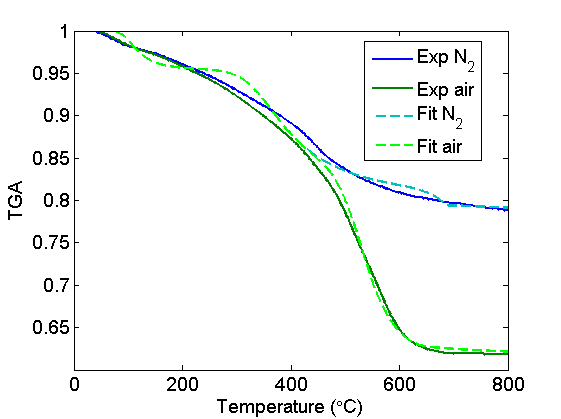 1
0.95
0.9
0.85
0.8
0.75
0.7
0.65
TGA
Exp N2
Exp air
Fit N2
Fit air
0 200 400 600 800
Temperature (°C)